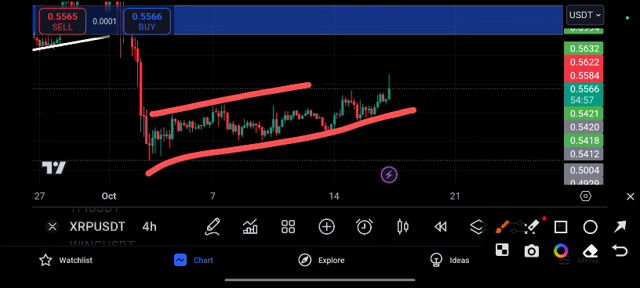 0.5565
SELL
0.0001
0.5566
BUY
USDT
0.5632
0.5622
0.5584
0.5566
54:57
0.5421
0.5420
0.5418
0.5412
0.5004
27
Oct
7
14
21
XRPUSDT 4h
Watchlist
Chart
Explore
Ideas